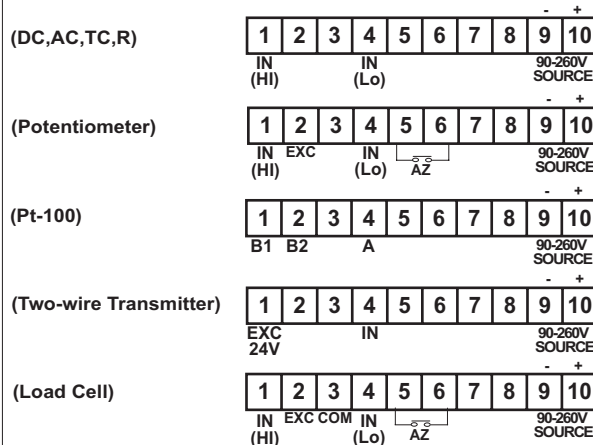 - +
(DC,AC,TC,R) 1 2 3 4 5 6 7 8 9 10
IN IN 90-260V
(HI) (Lo) SOURCE
- +
(Potentiometer) 1 2 3 4 5 6 7 8 9 10
IN EXC IN 90-260V
(HI) (Lo) AZ SOURCE
- +
(Pt-100) 1 2 3 4 5 6 7 8 9 10
B1 B2 A 90-260V
SOURCE
- +
(Two-wire Transmitter) 1 2 3 4 5 6 7 8 9 10
EXC IN 90-260V
24V SOURCE
- +
(Load Cell) 1 2 3 4 5 6 7 8 9 10
IN EXC COM IN 90-260V
(HI) (Lo) AZ SOURCE